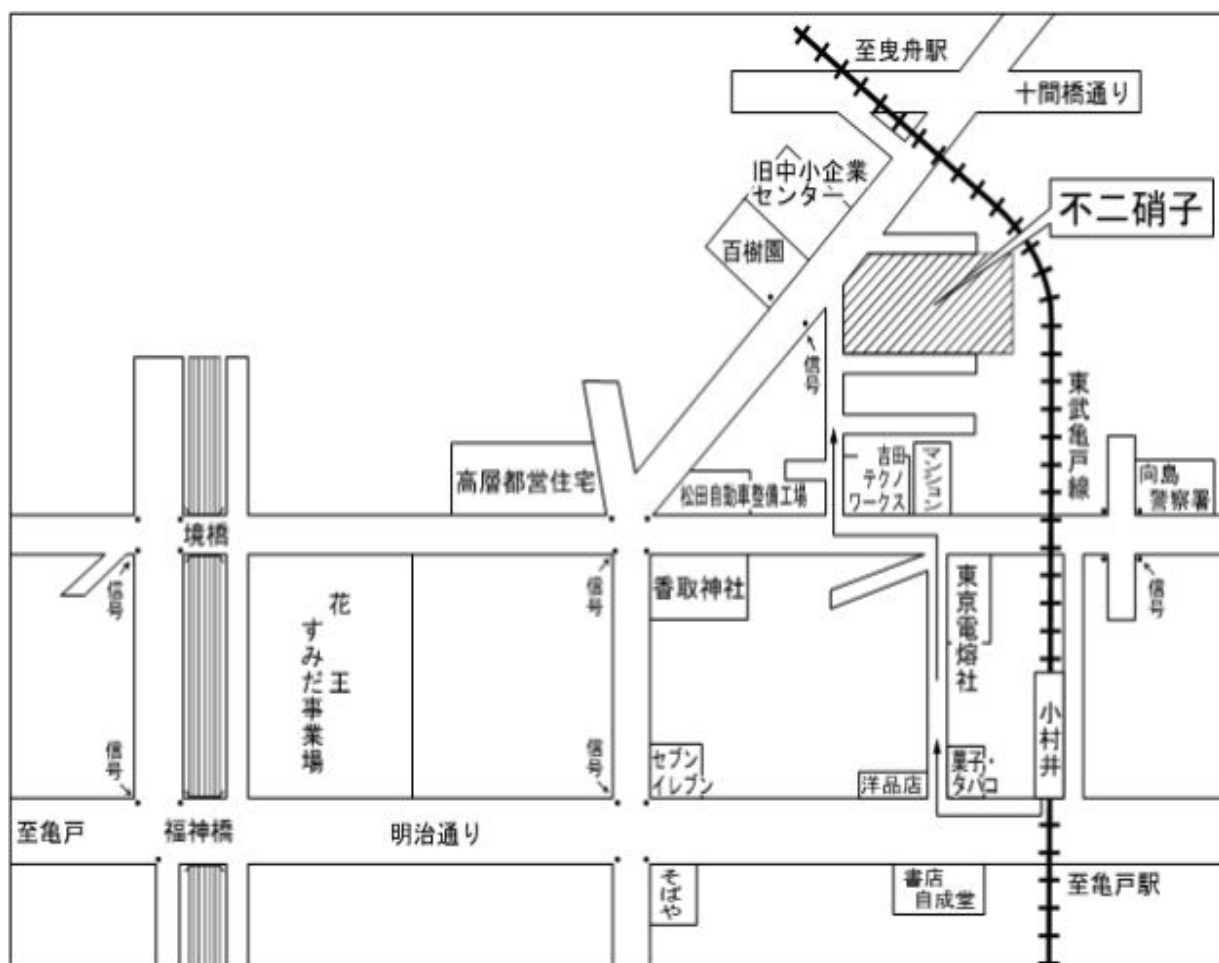 至曳舟駅
十間橋通り
旧中小企業
センター
不二硝子
百樹園
信号
東武亀戸線
高層都営住宅
松田自動車整備工場
吉田
テクノ
ワークス
マンション
向島
警察署
境橋
信号
花王
すみだ事業場
信号
香取神社
東京電熔社
信号
小村井
信号
信号
セブン
イレブン
洋品店
菓子・
タバコ
至亀戸
福神橋
明治通り
そばや
書店
自成堂
至亀戸駅